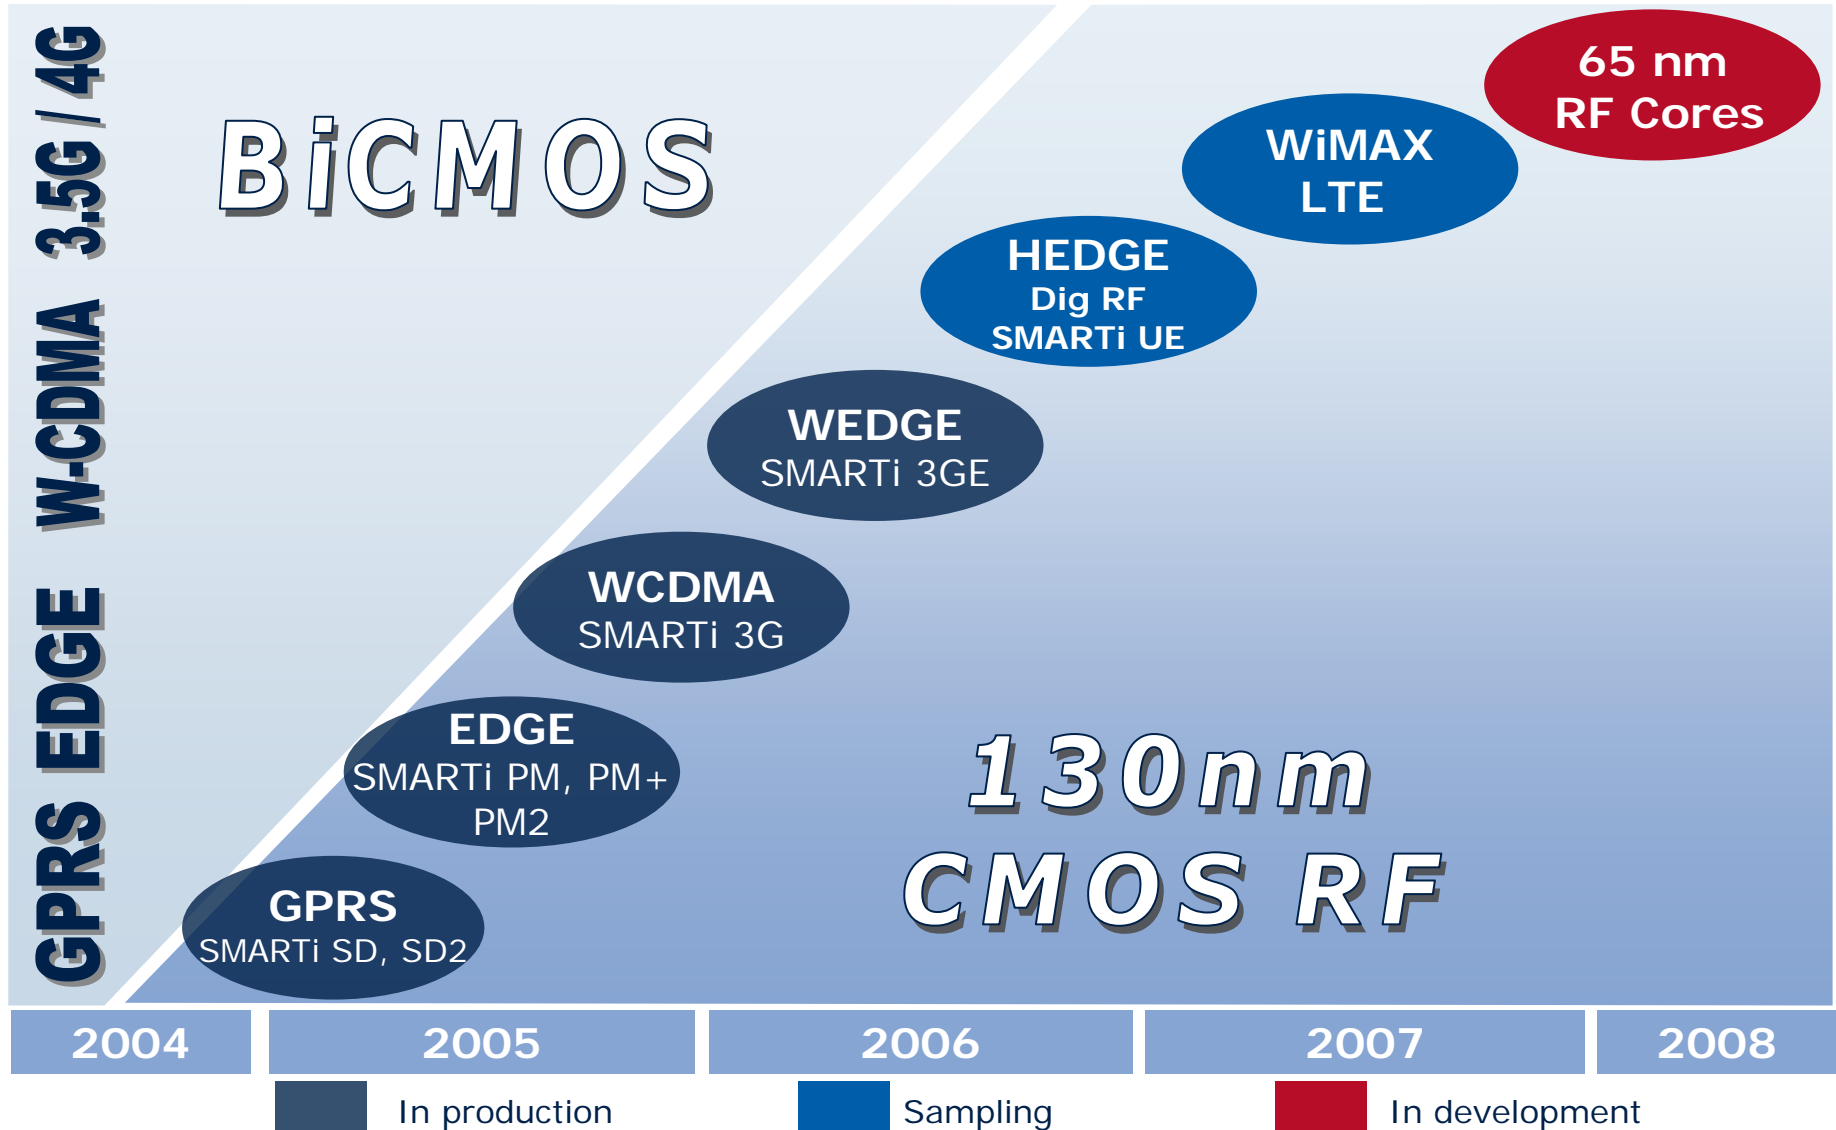 GPRS EDGE W-CDMA 3.5G / 4G
BiCMOS
65 nm
RF Cores
WiMAX
LTE
HEDGE
Dig RF
SMARTi UE
WEDGE
SMARTi 3GE
WCDMA
SMARTi 3G
EDGE
SMARTi PM, PM+
PM2
GPRS
SMARTi SD, SD2
130nm
CMOS RF
2004 2005 2006 2007 2008
In production Sampling In development